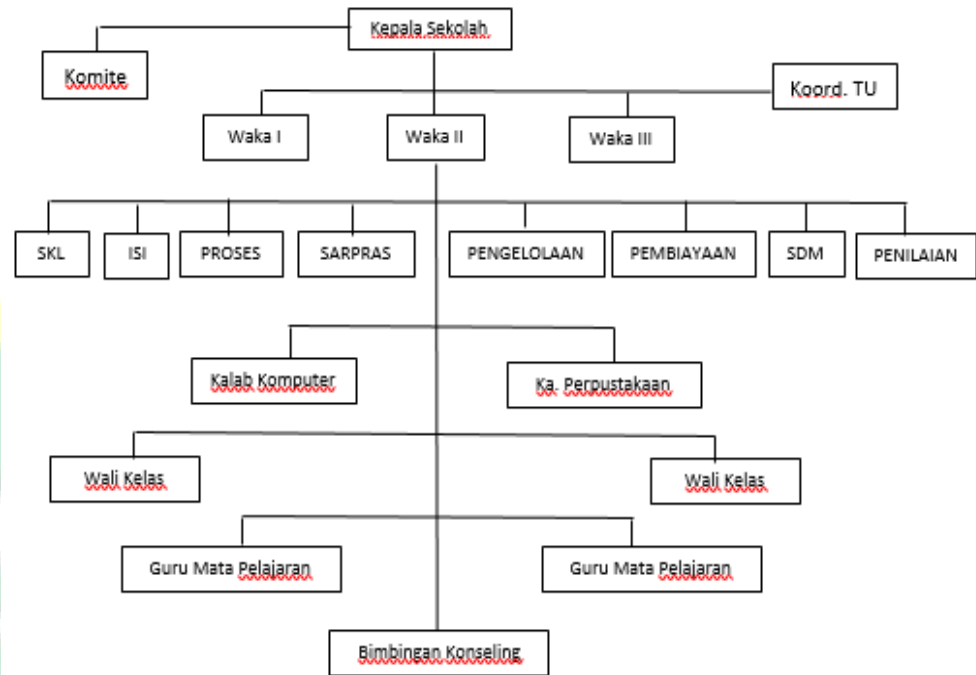 Kepala Sekolah
Komite
Koord. TU
Waka I
Waka II
Waka III
SKL
ISI
PROSES
SARPRAS
PENGELOLAAN
PEMBIAYAAN
SDM
PENILAIAN
Kalab Komputer
Ka. Perpustakaan
Wali Kelas
Wali Kelas
Guru Mata Pelajaran
Guru Mata Pelajaran
Bimbingan Konseling